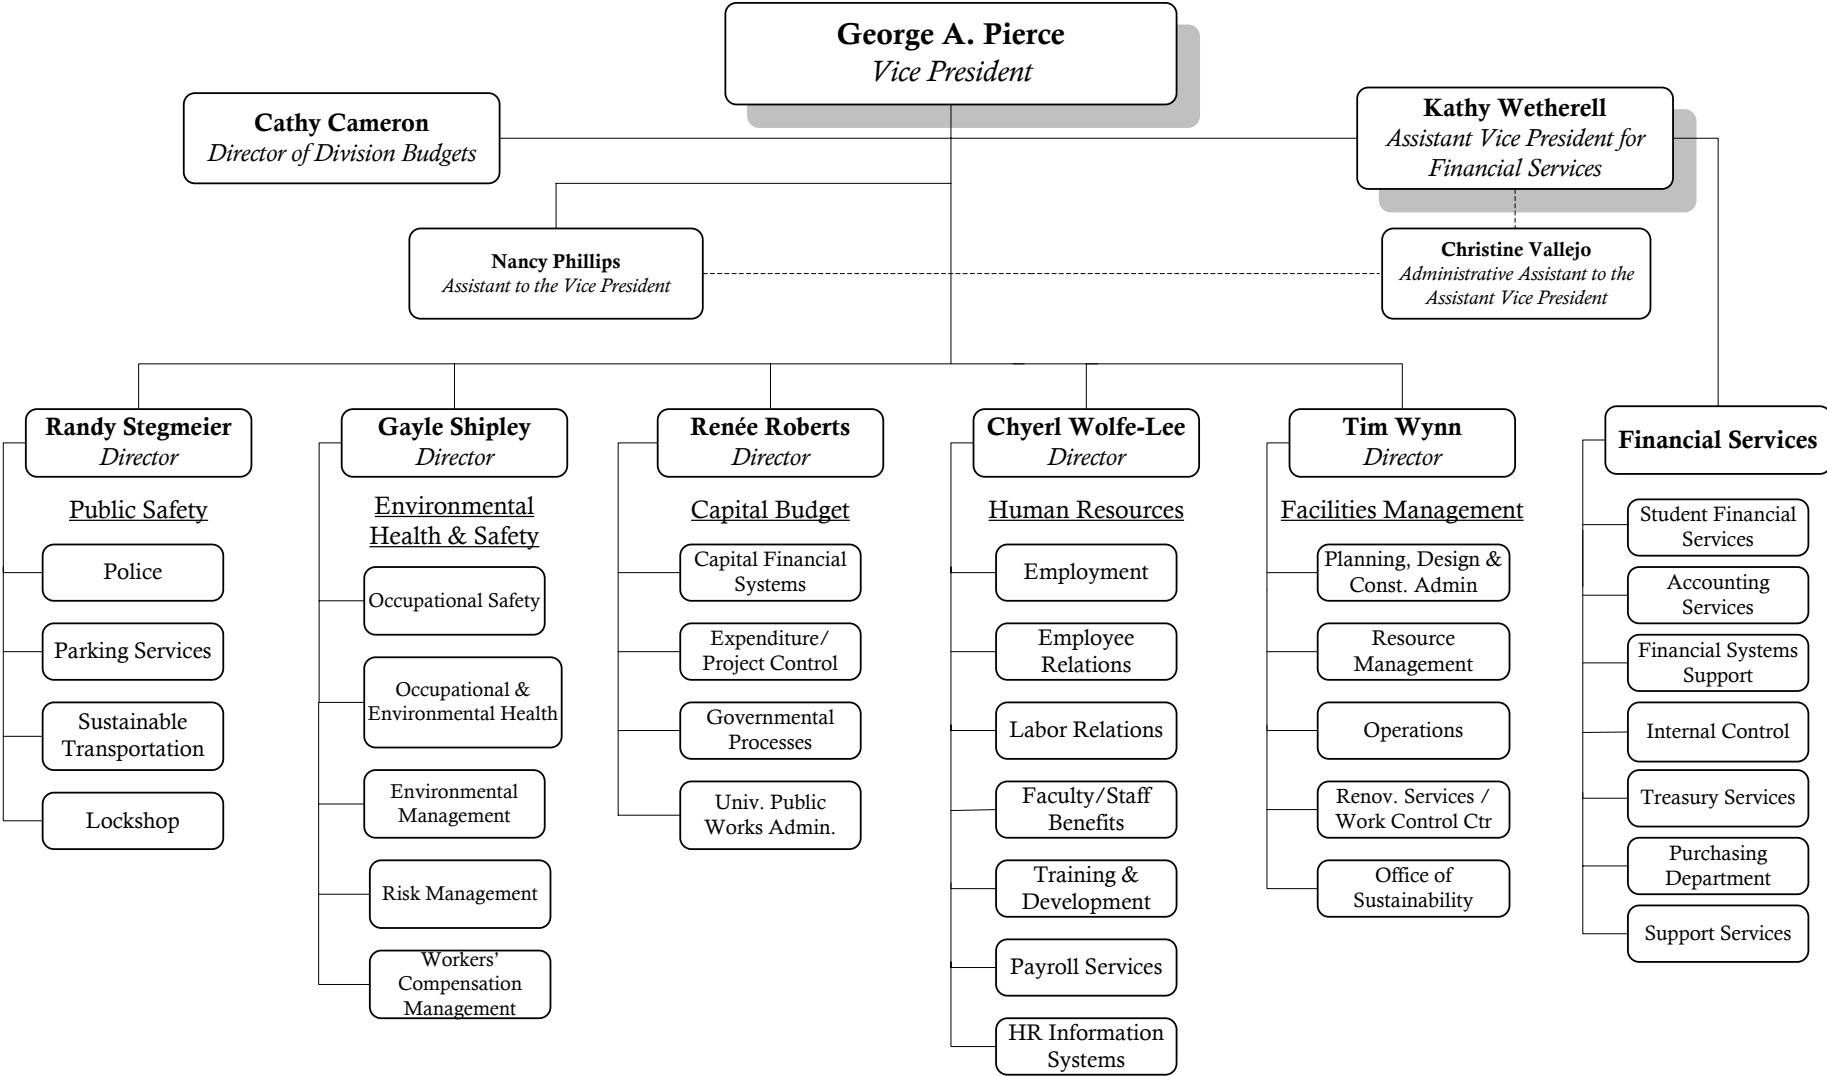 George A. Pierce
Vice President
Cathy Cameron
Director of Division Budgets
Kathy Wetherell
Assistant Vice President for
Financial Services
Nancy Phillips
Assistant to the Vice President
Christine Vallejo
Administrative Assistant to the
Assistant Vice President
Randy Stegmeier
Director
Public Safety
Police
Parking Services
Sustainable
Transportation
Lockshop
Gayle Shipley
Director
Environmental
Health & Safety
Occupational Safety
Occupational &
Environmental Health
Environmental
Management
Risk Management
Workers’
Compensation
Management
Renée Roberts
Director
Capital Budget
Capital Financial
Systems
Expenditure/
Project Control
Governmental
Processes
Univ. Public
Works Admin.
Chyerl Wolfe-Lee
Director
Human Resources
Employment
Employee
Relations
Labor Relations
Faculty/Staff
Benefits
Training &
Development
Payroll Services
HR Information
Systems
Tim Wynn
Director
Facilities Management
Planning, Design &
Const. Admin
Resource
Management
Operations
Renov. Services /
Work Control Ctr
Office of
Sustainability
Financial Services
Student Financial
Services
Accounting
Services
Financial Systems
Support
Internal Control
Treasury Services
Purchasing
Department
Support Services